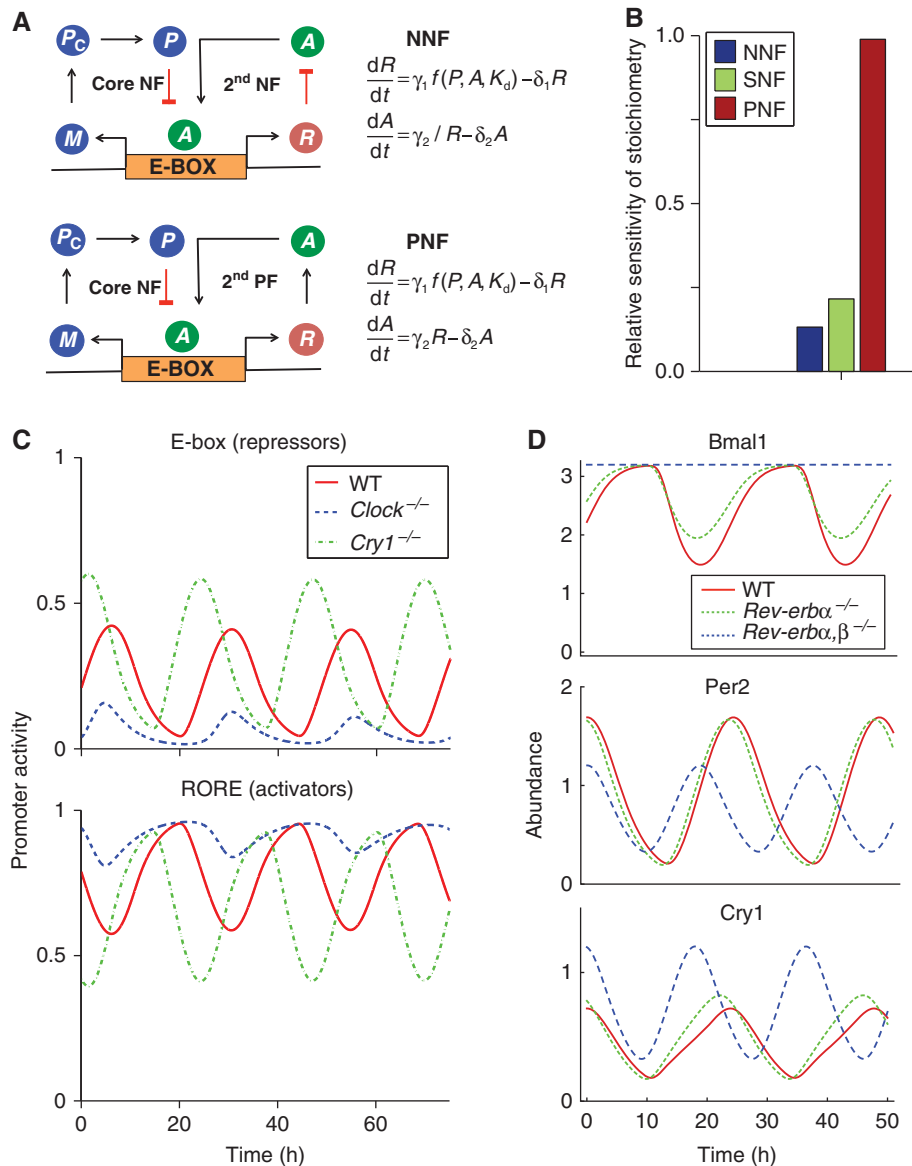 A
P_C
P
A
NNF
Core NF
2nd NF
dR/dt = γ1 f(P, A, Kd) – δ1R
M
A
R
dA/dt = γ2 / R – δ2A
E-BOX
P_C
P
A
PNF
Core NF
2nd PF
dR/dt = γ1 f(P, A, Kd) – δ1R
M
A
R
dA/dt = γ2R – δ2A
E-BOX
B
Relative sensitivity of stoichiometry
1.0
0.5
0.0
NNF
SNF
PNF
C
E-box (repressors)
1
0.5
0
WT
Clock−/−
Cry1−/−
Promoter activity
RORE (activators)
1
0.5
0
0 20 40 60
Time (h)
D
Bmal1
3
2
1
0
WT
Rev-erbα−/−
Rev-erbα,β−/−
Per2
2
1
0
Abundance
Cry1
1
0
0 10 20 30 40 50
Time (h)